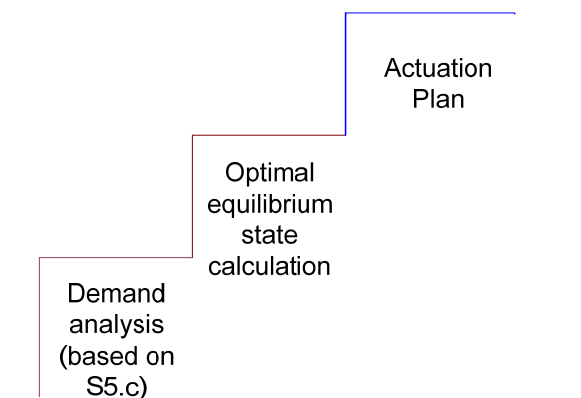 Actuation
Plan
Optimal
equilibrium
state
calculation
Demand
analysis
(based on
S5.c)